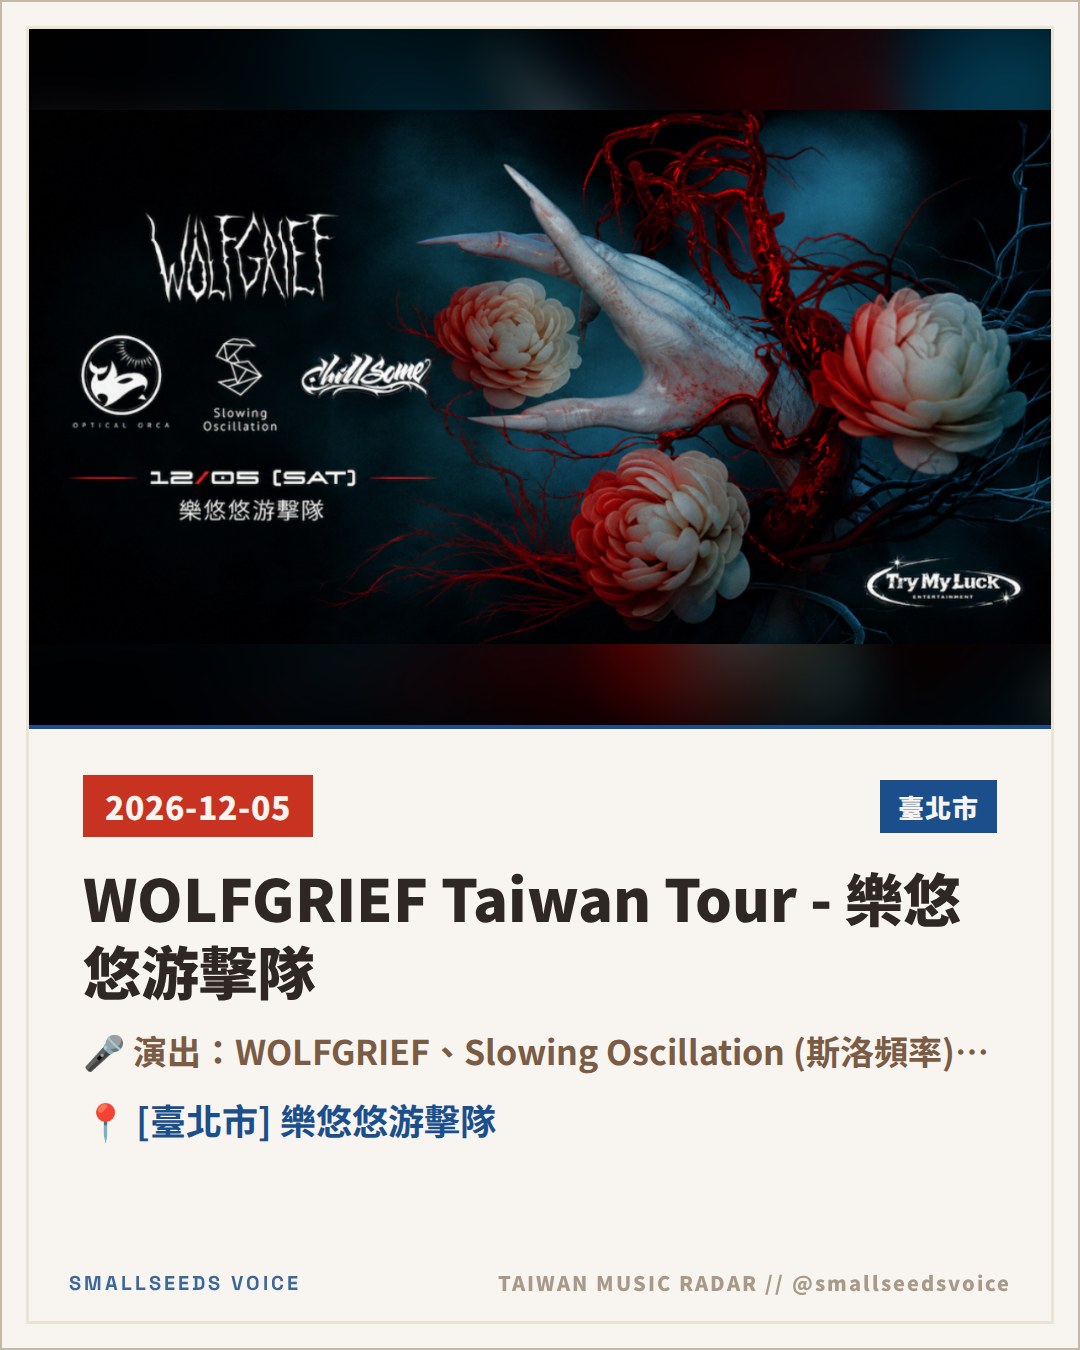 WOLFGRIEF
OPTICAL ORCA
Slowing
Oscillation
chillsome
12/05 [SAT]
樂悠悠游擊隊
Try My Luck
ENTERTAINMENT
2026-12-05
臺北市
WOLFGRIEF Taiwan Tour - 樂悠
悠游擊隊
🎤 演出：WOLFGRIEF、Slowing Oscillation (斯洛頻率)…
📍 [臺北市] 樂悠悠游擊隊
SMALLSEEDS VOICE
TAIWAN MUSIC RADAR // @smallseedsvoice